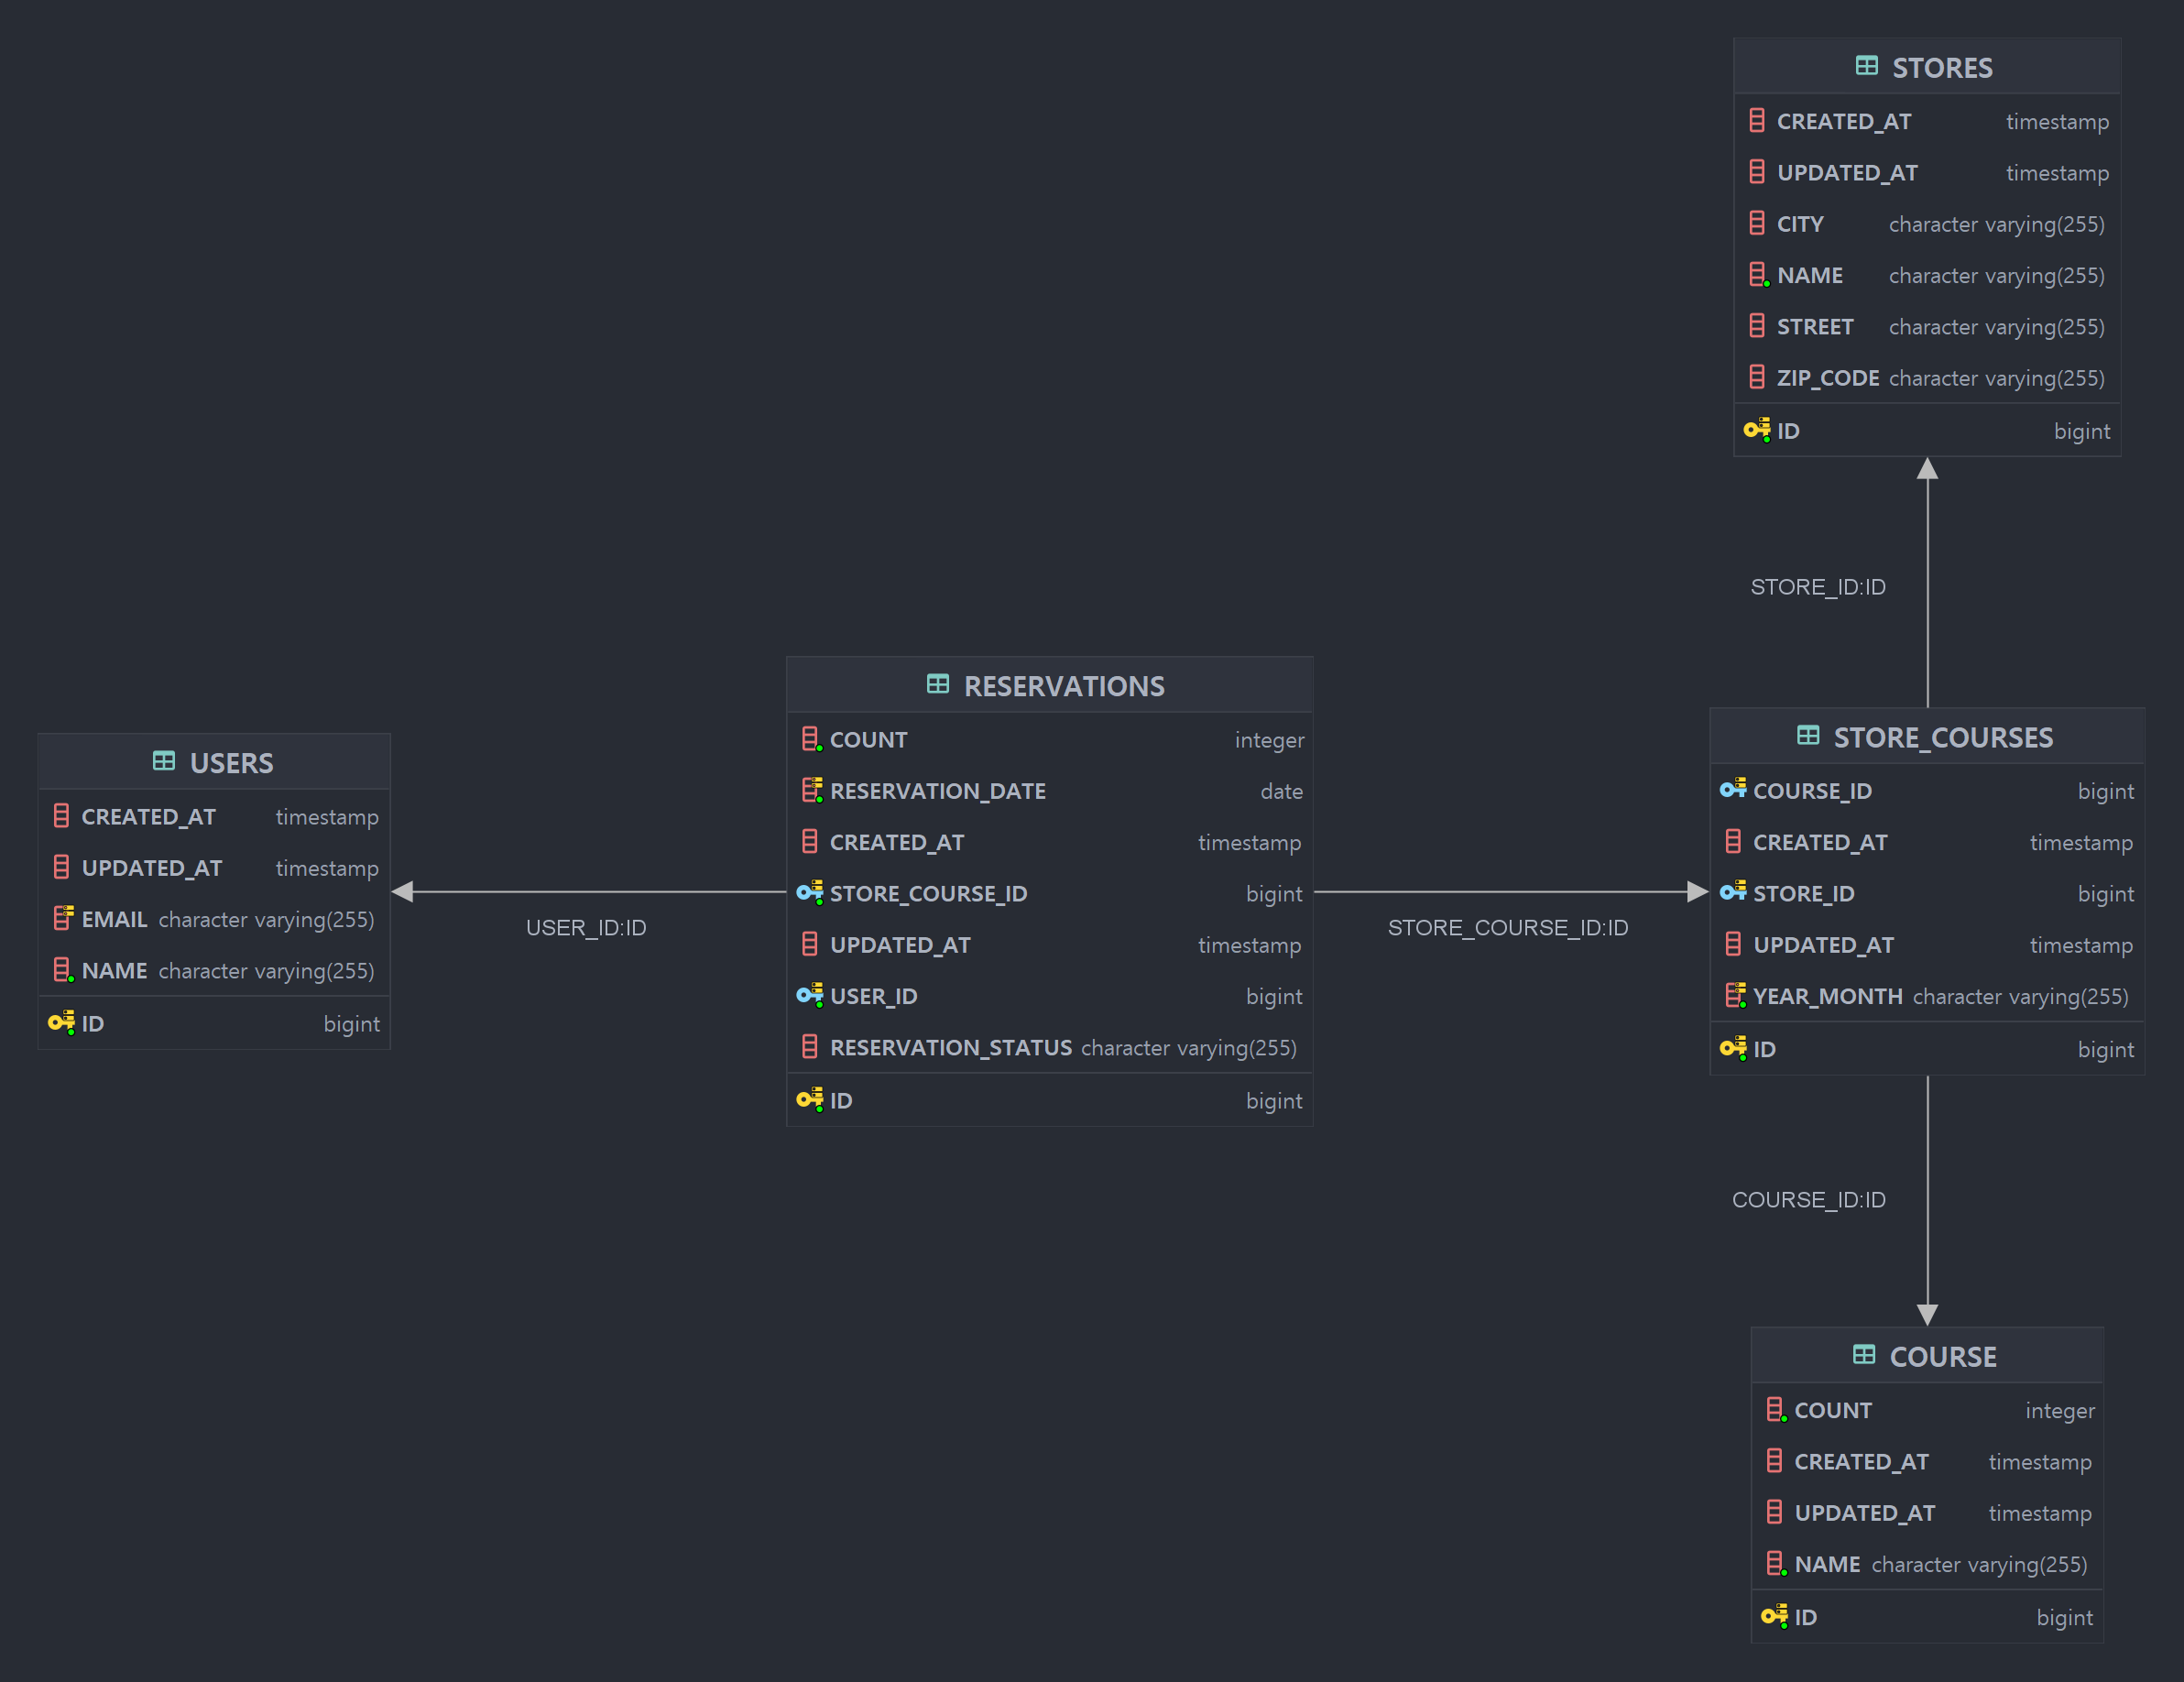 STORES
CREATED_AT timestamp
UPDATED_AT timestamp
CITY character varying(255)
NAME character varying(255)
STREET character varying(255)
ZIP_CODE character varying(255)
ID bigint
STORE_ID:ID
RESERVATIONS
COUNT integer
RESERVATION_DATE date
CREATED_AT timestamp
STORE_COURSE_ID bigint
UPDATED_AT timestamp
USER_ID bigint
RESERVATION_STATUS character varying(255)
ID bigint
USERS
CREATED_AT timestamp
UPDATED_AT timestamp
EMAIL character varying(255)
NAME character varying(255)
ID bigint
USER_ID:ID
STORE_COURSE_ID:ID
STORE_COURSES
COURSE_ID bigint
CREATED_AT timestamp
STORE_ID bigint
UPDATED_AT timestamp
YEAR_MONTH character varying(255)
ID bigint
COURSE_ID:ID
COURSE
COUNT integer
CREATED_AT timestamp
UPDATED_AT timestamp
NAME character varying(255)
ID bigint